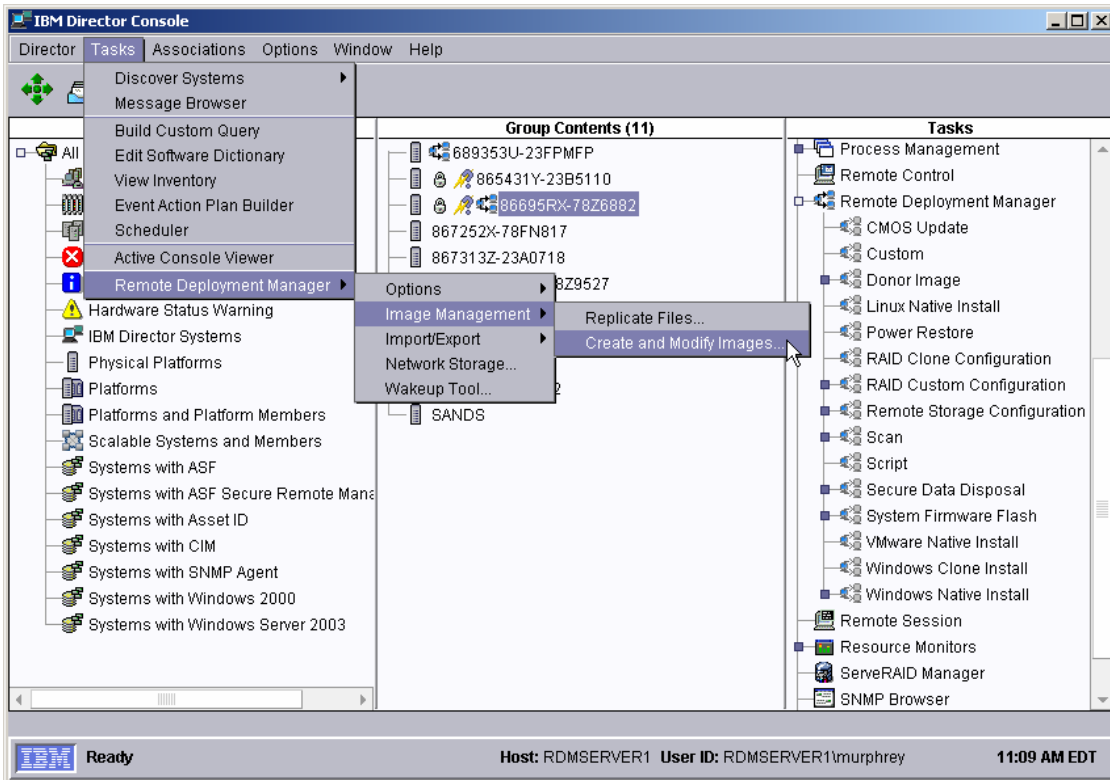 IBM Director Console
Director Tasks Associations Options Window Help
Discover Systems
Message Browser
Build Custom Query
Edit Software Dictionary
View Inventory
Event Action Plan Builder
Scheduler
Active Console Viewer
Remote Deployment Manager
Options
Image Management
Import/Export
Network Storage...
Wakeup Tool...
Replicate Files...
Create and Modify Images...
All
Hardware Status Warning
IBM Director Systems
Physical Platforms
Platforms
Platforms and Platform Members
Scalable Systems and Members
Systems with ASF
Systems with ASF Secure Remote Mana
Systems with Asset ID
Systems with CIM
Systems with SNMP Agent
Systems with Windows 2000
Systems with Windows Server 2003
Group Contents (11)
689353U-23FPMFP
865431Y-23B5110
86695RX-78Z6882
867252X-78FN817
867313Z-23A0718
8Z9527
SANDS
Tasks
Process Management
Remote Control
Remote Deployment Manager
CMOS Update
Custom
Donor Image
Linux Native Install
Power Restore
RAID Clone Configuration
RAID Custom Configuration
Remote Storage Configuration
Scan
Script
Secure Data Disposal
System Firmware Flash
VMware Native Install
Windows Clone Install
Windows Native Install
Remote Session
Resource Monitors
ServeRAID Manager
SNMP Browser
IBM Ready Host: RDMSERVER1 User ID: RDMSERVER1\murphrey 11:09 AM EDT